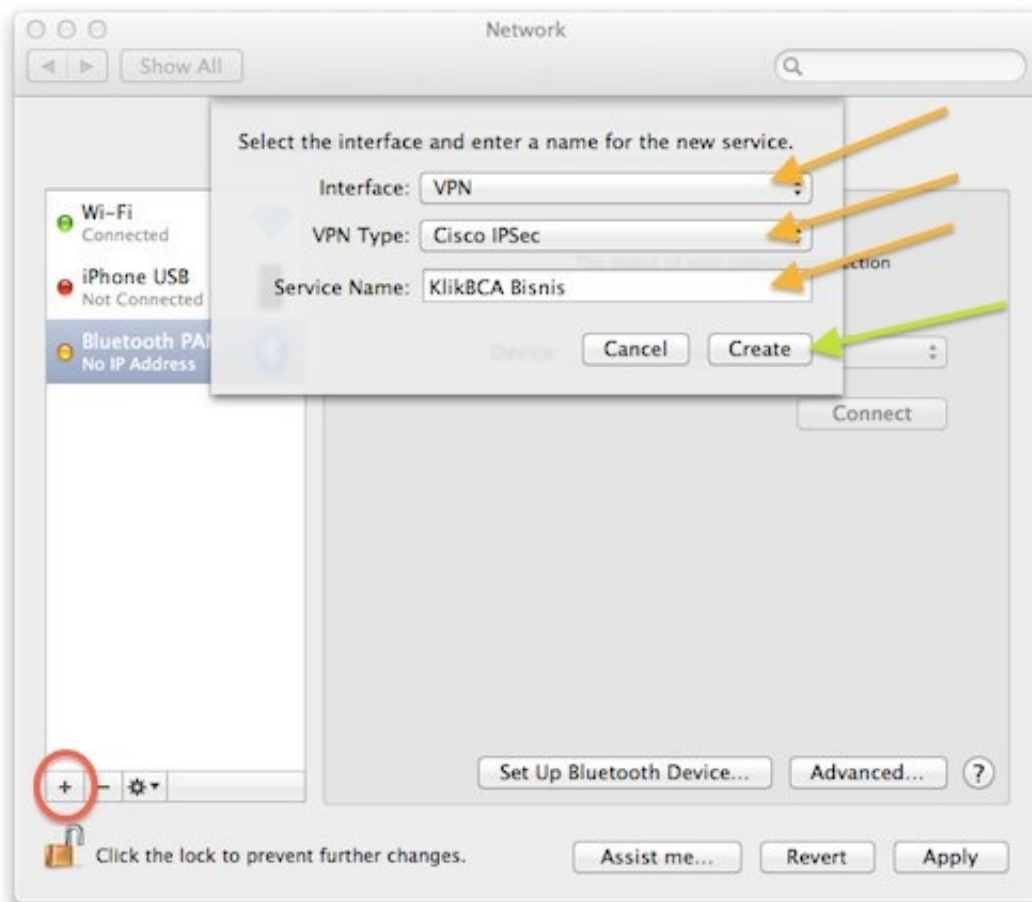 Network
Show All
Select the interface and enter a name for the new service.
Interface: VPN
VPN Type: Cisco IPSec
Service Name: KlikBCA Bisnis
Cancel
Create
Wi-Fi
Connected
iPhone USB
Not Connected
Bluetooth PAN
No IP Address
Connect
+ −
Set Up Bluetooth Device...
Advanced...
?
Click the lock to prevent further changes.
Assist me...
Revert
Apply